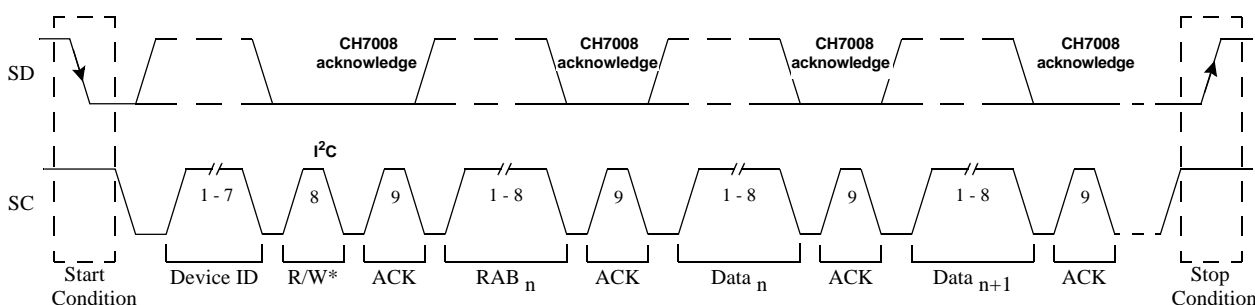 CH7008 acknowledge
CH7008 acknowledge
CH7008 acknowledge
CH7008 acknowledge
SD
I²C
SC
1 - 7
8
9
1 - 8
9
1 - 8
9
1 - 8
9
Start Condition
Device ID
R/W*
ACK
RAB n
ACK
Data n
ACK
Data n+1
ACK
Stop Condition